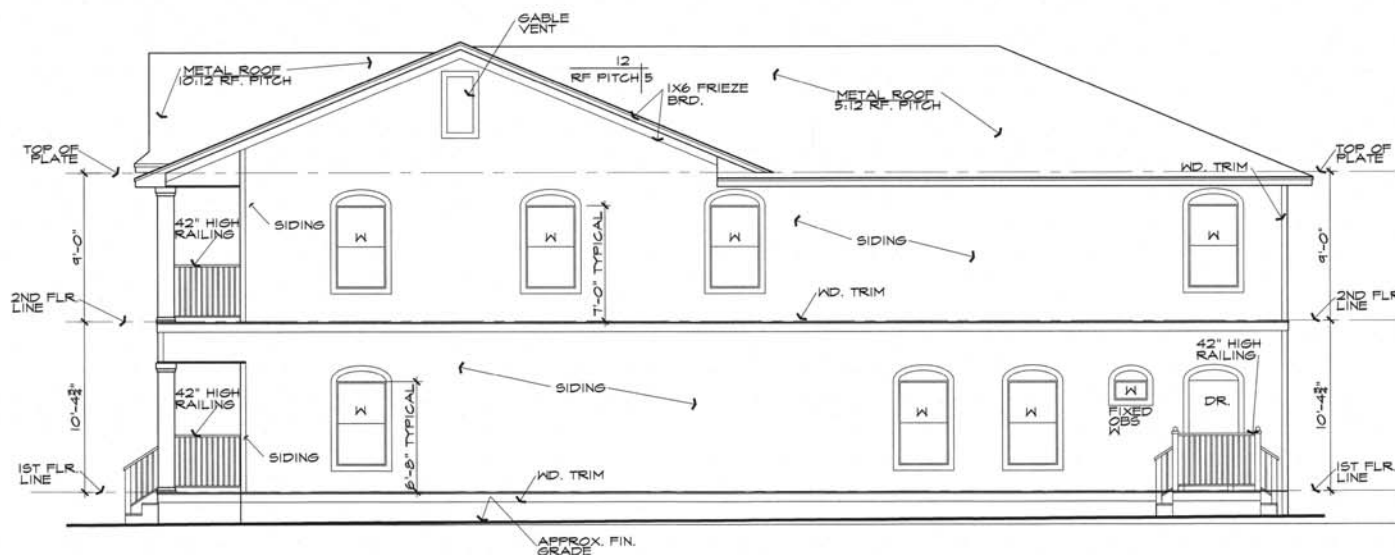 GABLE
VENT
METAL ROOF
10:12 RF. PITCH
12
RF PITCH 5
1X6 FRIEZE
BRD.
METAL ROOF
5:12 RF. PITCH
TOP OF
PLATE
TOP OF
PLATE
WD. TRIM
42" HIGH
RAILING
SIDING
W
W
W
W
SIDING
9'-0"
9'-0"
7'-0" TYPICAL
2ND FLR
LINE
WD. TRIM
2ND FLR
LINE
42" HIGH
RAILING
10'-4¾"
42" HIGH
RAILING
W
SIDING
W
W
W
FIXED
OBS
W
DR.
10'-4¾"
6'-8" TYPICAL
SIDING
1ST FLR.
LINE
WD. TRIM
1ST FLR.
LINE
APPROX. FIN.
GRADE